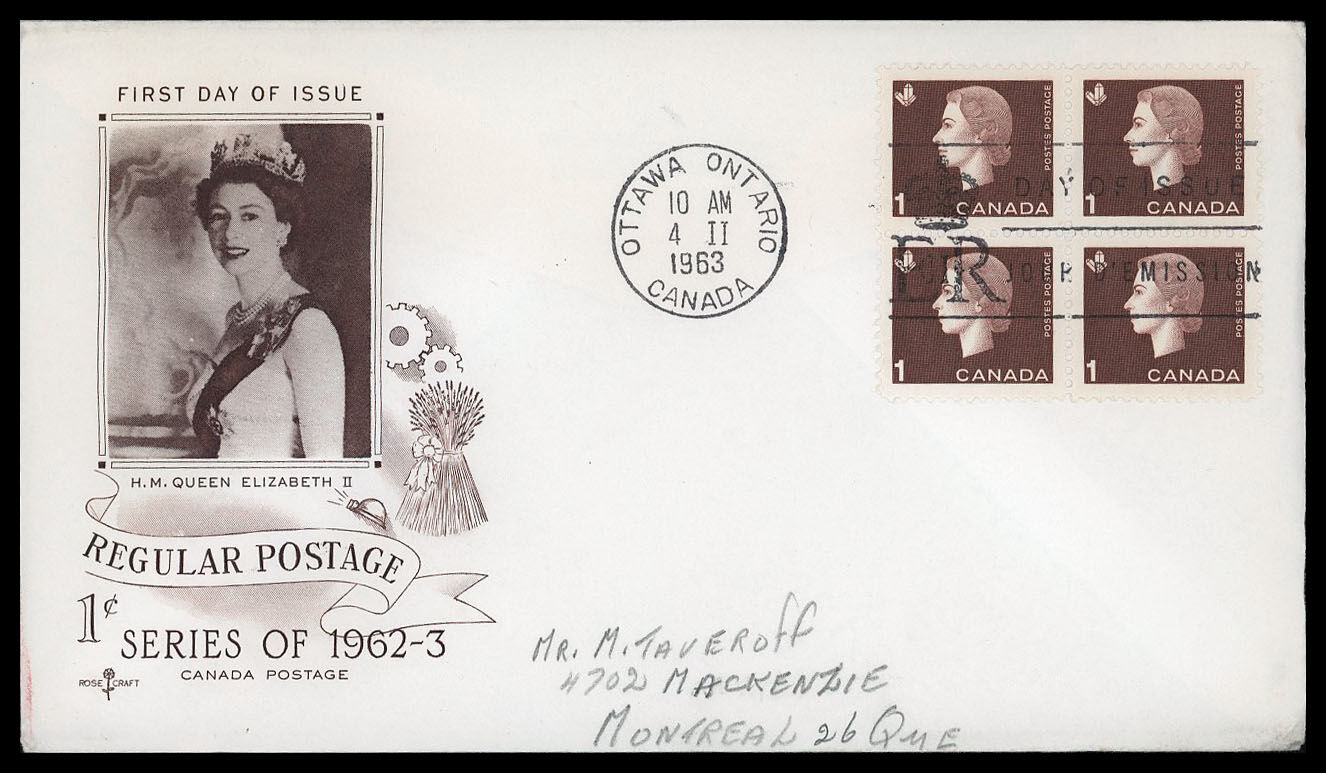 FIRST DAY OF ISSUE
H. M. QUEEN ELIZABETH II
REGULAR POSTAGE
1¢
SERIES OF 1962-3
CANADA POSTAGE
ROSE CRAFT
OTTAWA ONTARIO
10 AM
4 II
1963
CANADA
POSTES POSTAGE
1 CANADA
POSTES POSTAGE
1 CANADA
DAY OF ISSUE
ER
JOUR D'EMISSION
POSTES POSTAGE
1 CANADA
POSTES POSTAGE
1 CANADA
MR. M. TAVEROFF
4702 MACKENZIE
MONTREAL 26 QUE